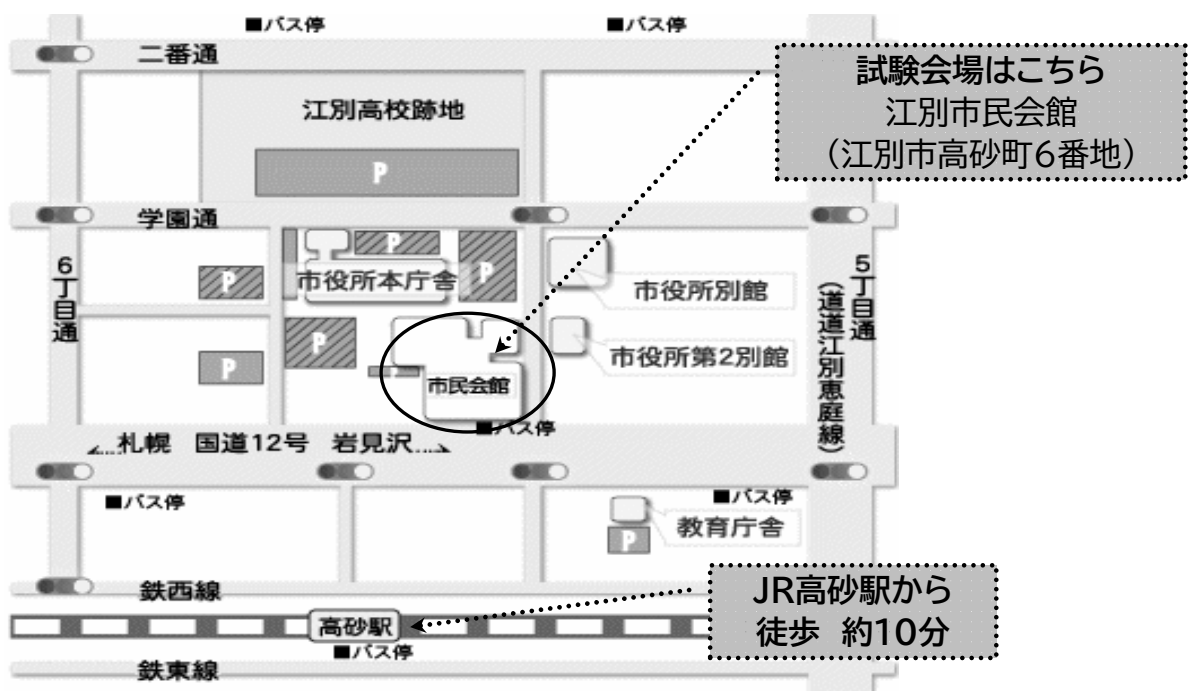 ■バス停
■バス停
二番通
試験会場はこちら
江別市民会館
（江別市高砂町6番地）
江別高校跡地
P
学園通
6丁目通
P
P
P
市役所本庁舎
市役所別館
5丁目通
（道道江別恵庭線）
P
市役所第2別館
P
市民会館
■バス停
札幌　国道12号　岩見沢
■バス停
■バス停
教育庁舎
P
鉄西線
JR高砂駅から
徒歩　約10分
高砂駅
■バス停
鉄東線